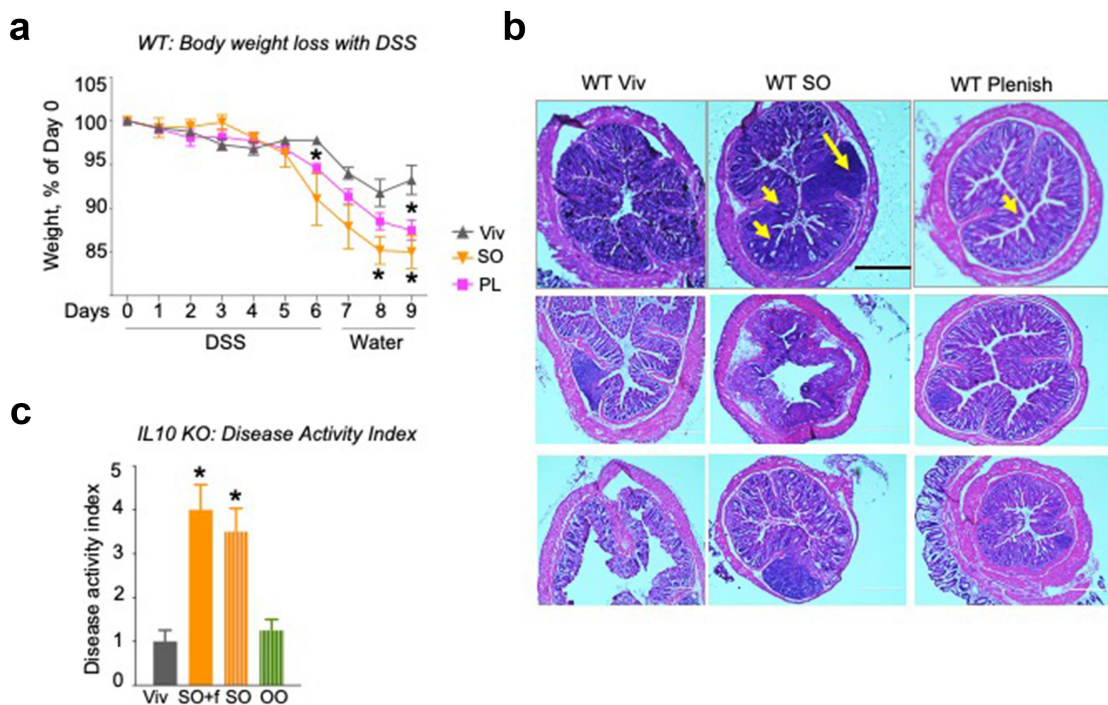 a
WT: Body weight loss with DSS
Weight, % of Day 0
105
100
95
90
85
*
*
*
*
Days 0 1 2 3 4 5 6 7 8 9
DSS Water
Viv
SO
PL
b
WT Viv WT SO WT Plenish
c
IL10 KO: Disease Activity Index
Disease activity index
5
4
3
2
1
0
*
*
Viv SO+f SO OO